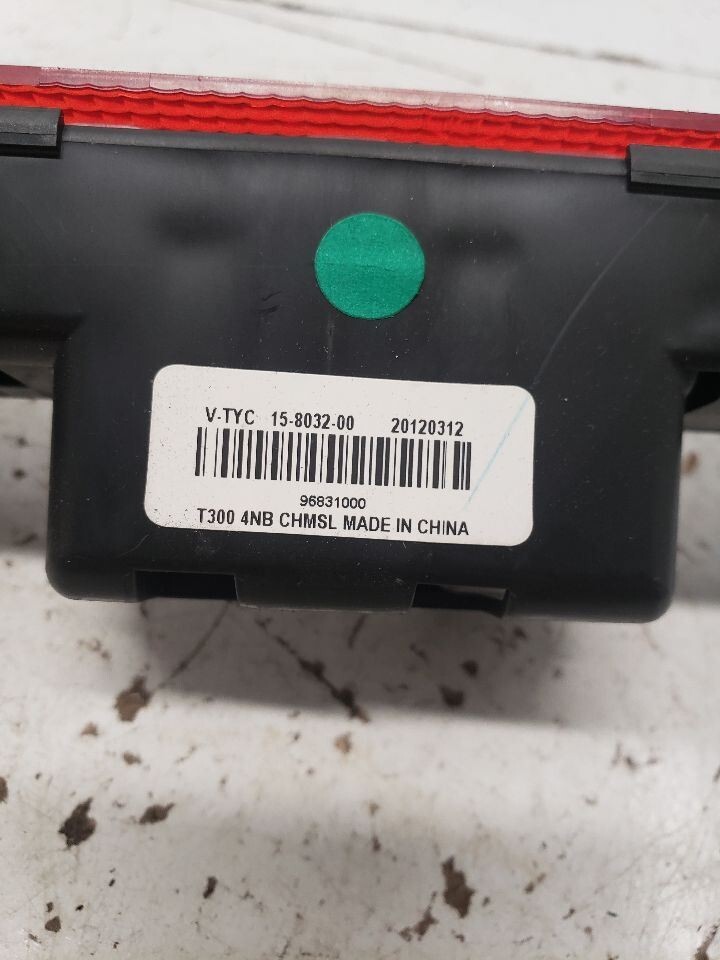 V-TYC 15-8032-00 20120312
96831000
T300 4NB CHMSL MADE IN CHINA